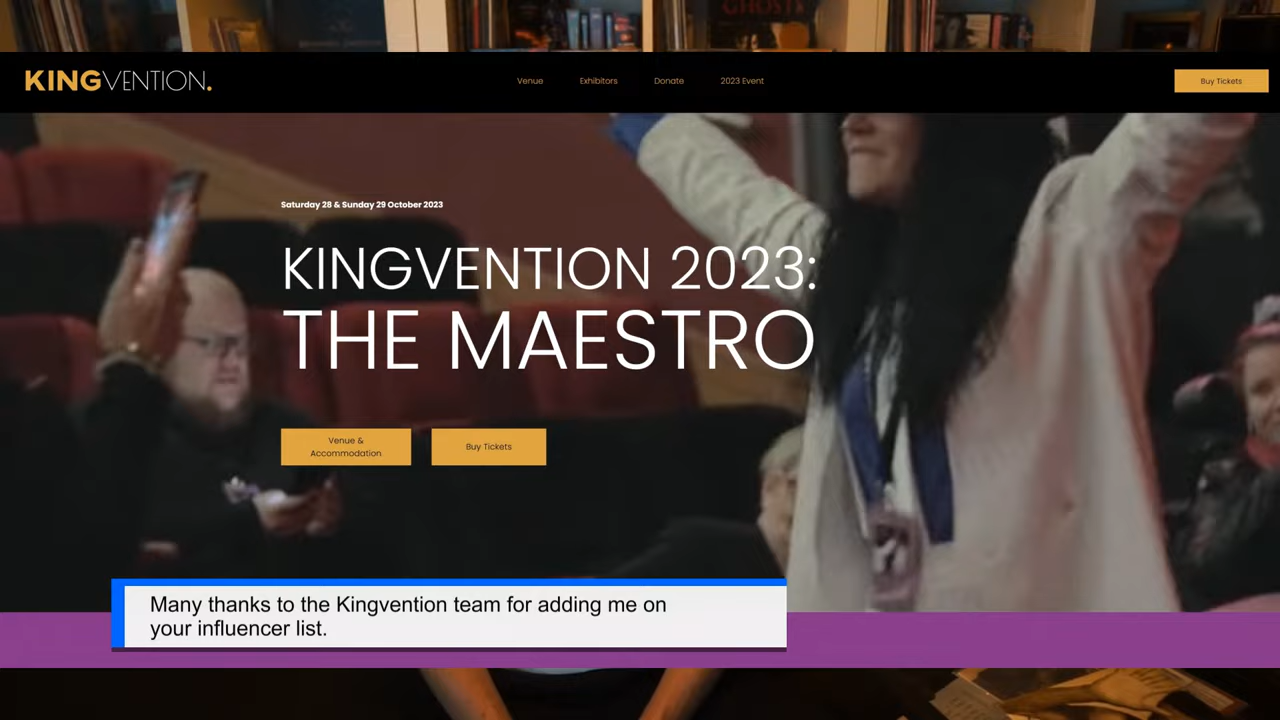 GHOSTS
KINGVENTION.
Venue
Exhibitors
Donate
2023 Event
Buy Tickets
Saturday 28 & Sunday 29 October 2023
KINGVENTION 2023:
THE MAESTRO
Venue &
Accommodation
Buy Tickets
Many thanks to the Kingvention team for adding me on
your influencer list.